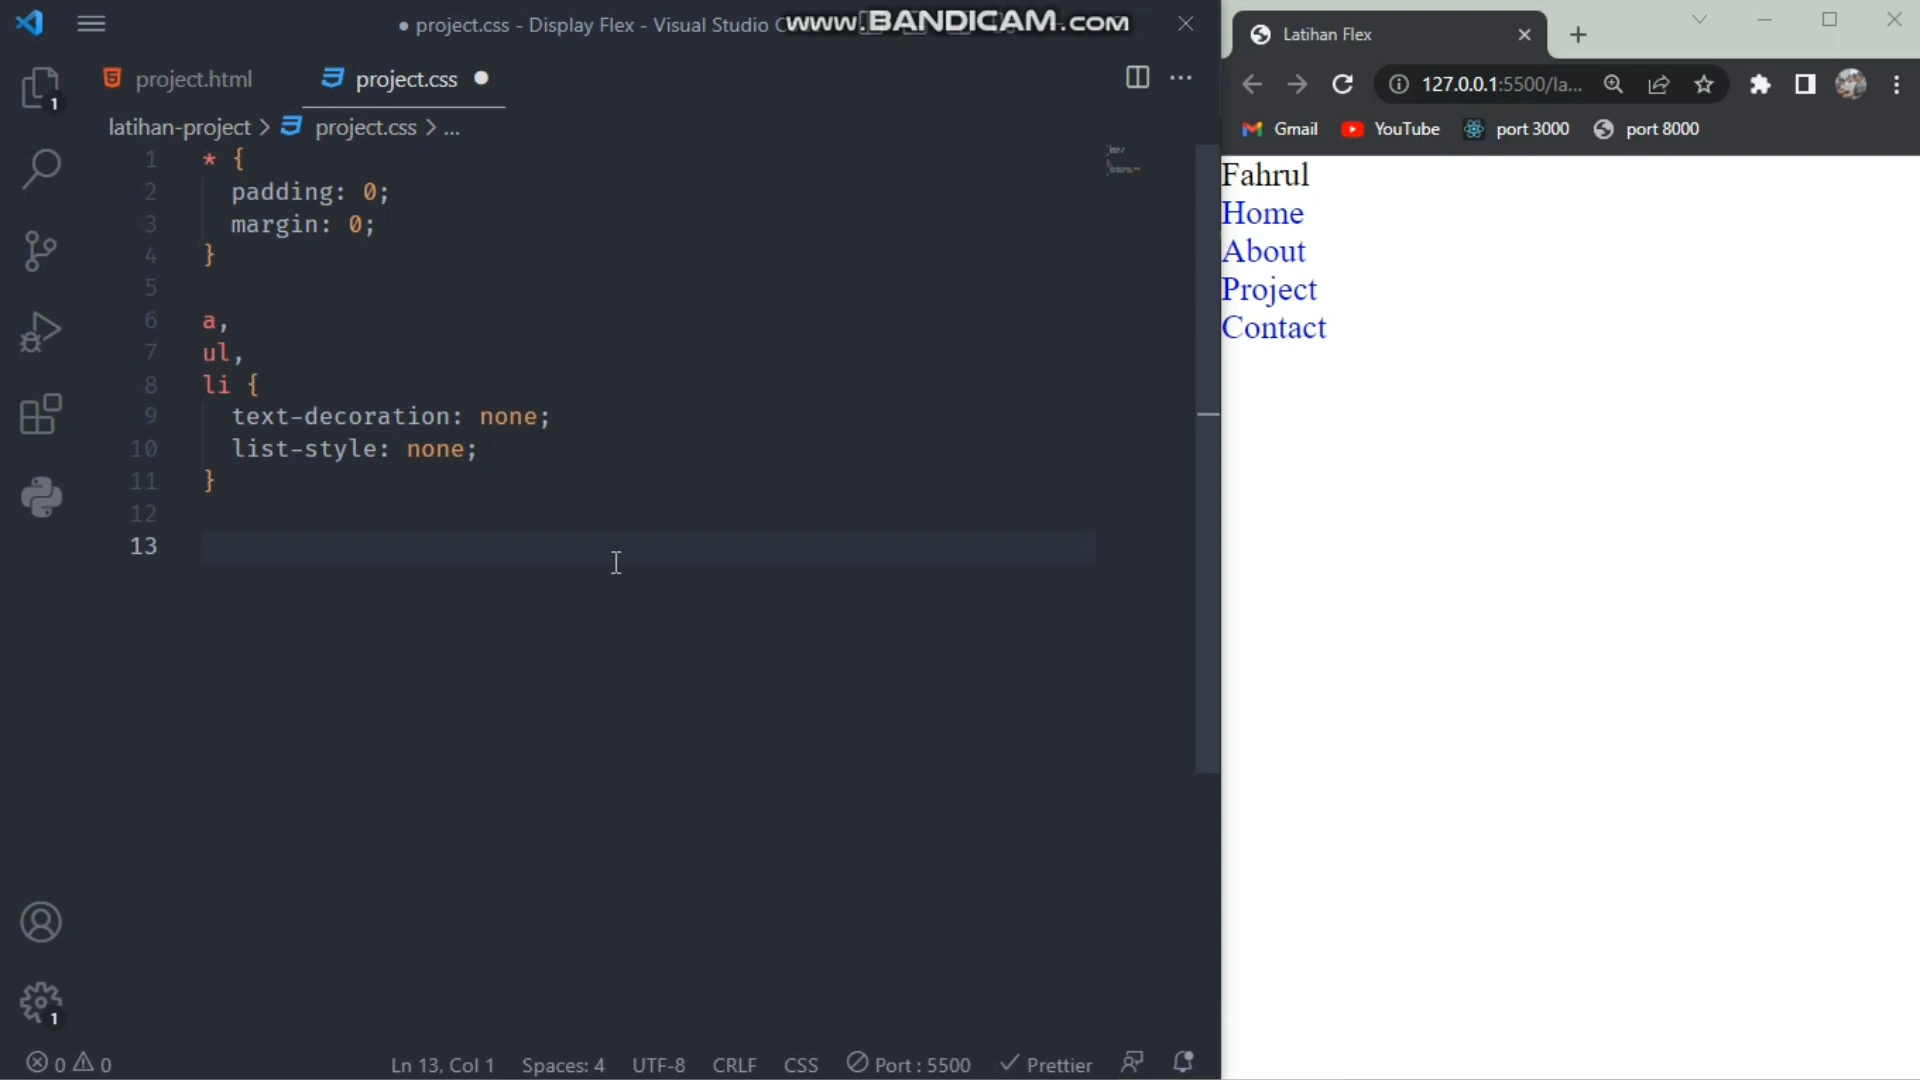 ● project.css - Display Flex - Visual Studio C
www.BANDICAM.com
project.html
project.css ●
latihan-project > project.css > ...
1 * {
2 padding: 0;
3 margin: 0;
4 }
5
6 a,
7 ul,
8 li {
9 text-decoration: none;
10 list-style: none;
11 }
12
13
1
1
0 0
Ln 13, Col 1
Spaces: 4
UTF-8
CRLF
CSS
Port : 5500
Prettier
Latihan Flex
127.0.0.1:5500/la...
Gmail
YouTube
port 3000
port 8000
Fahrul
Home
About
Project
Contact